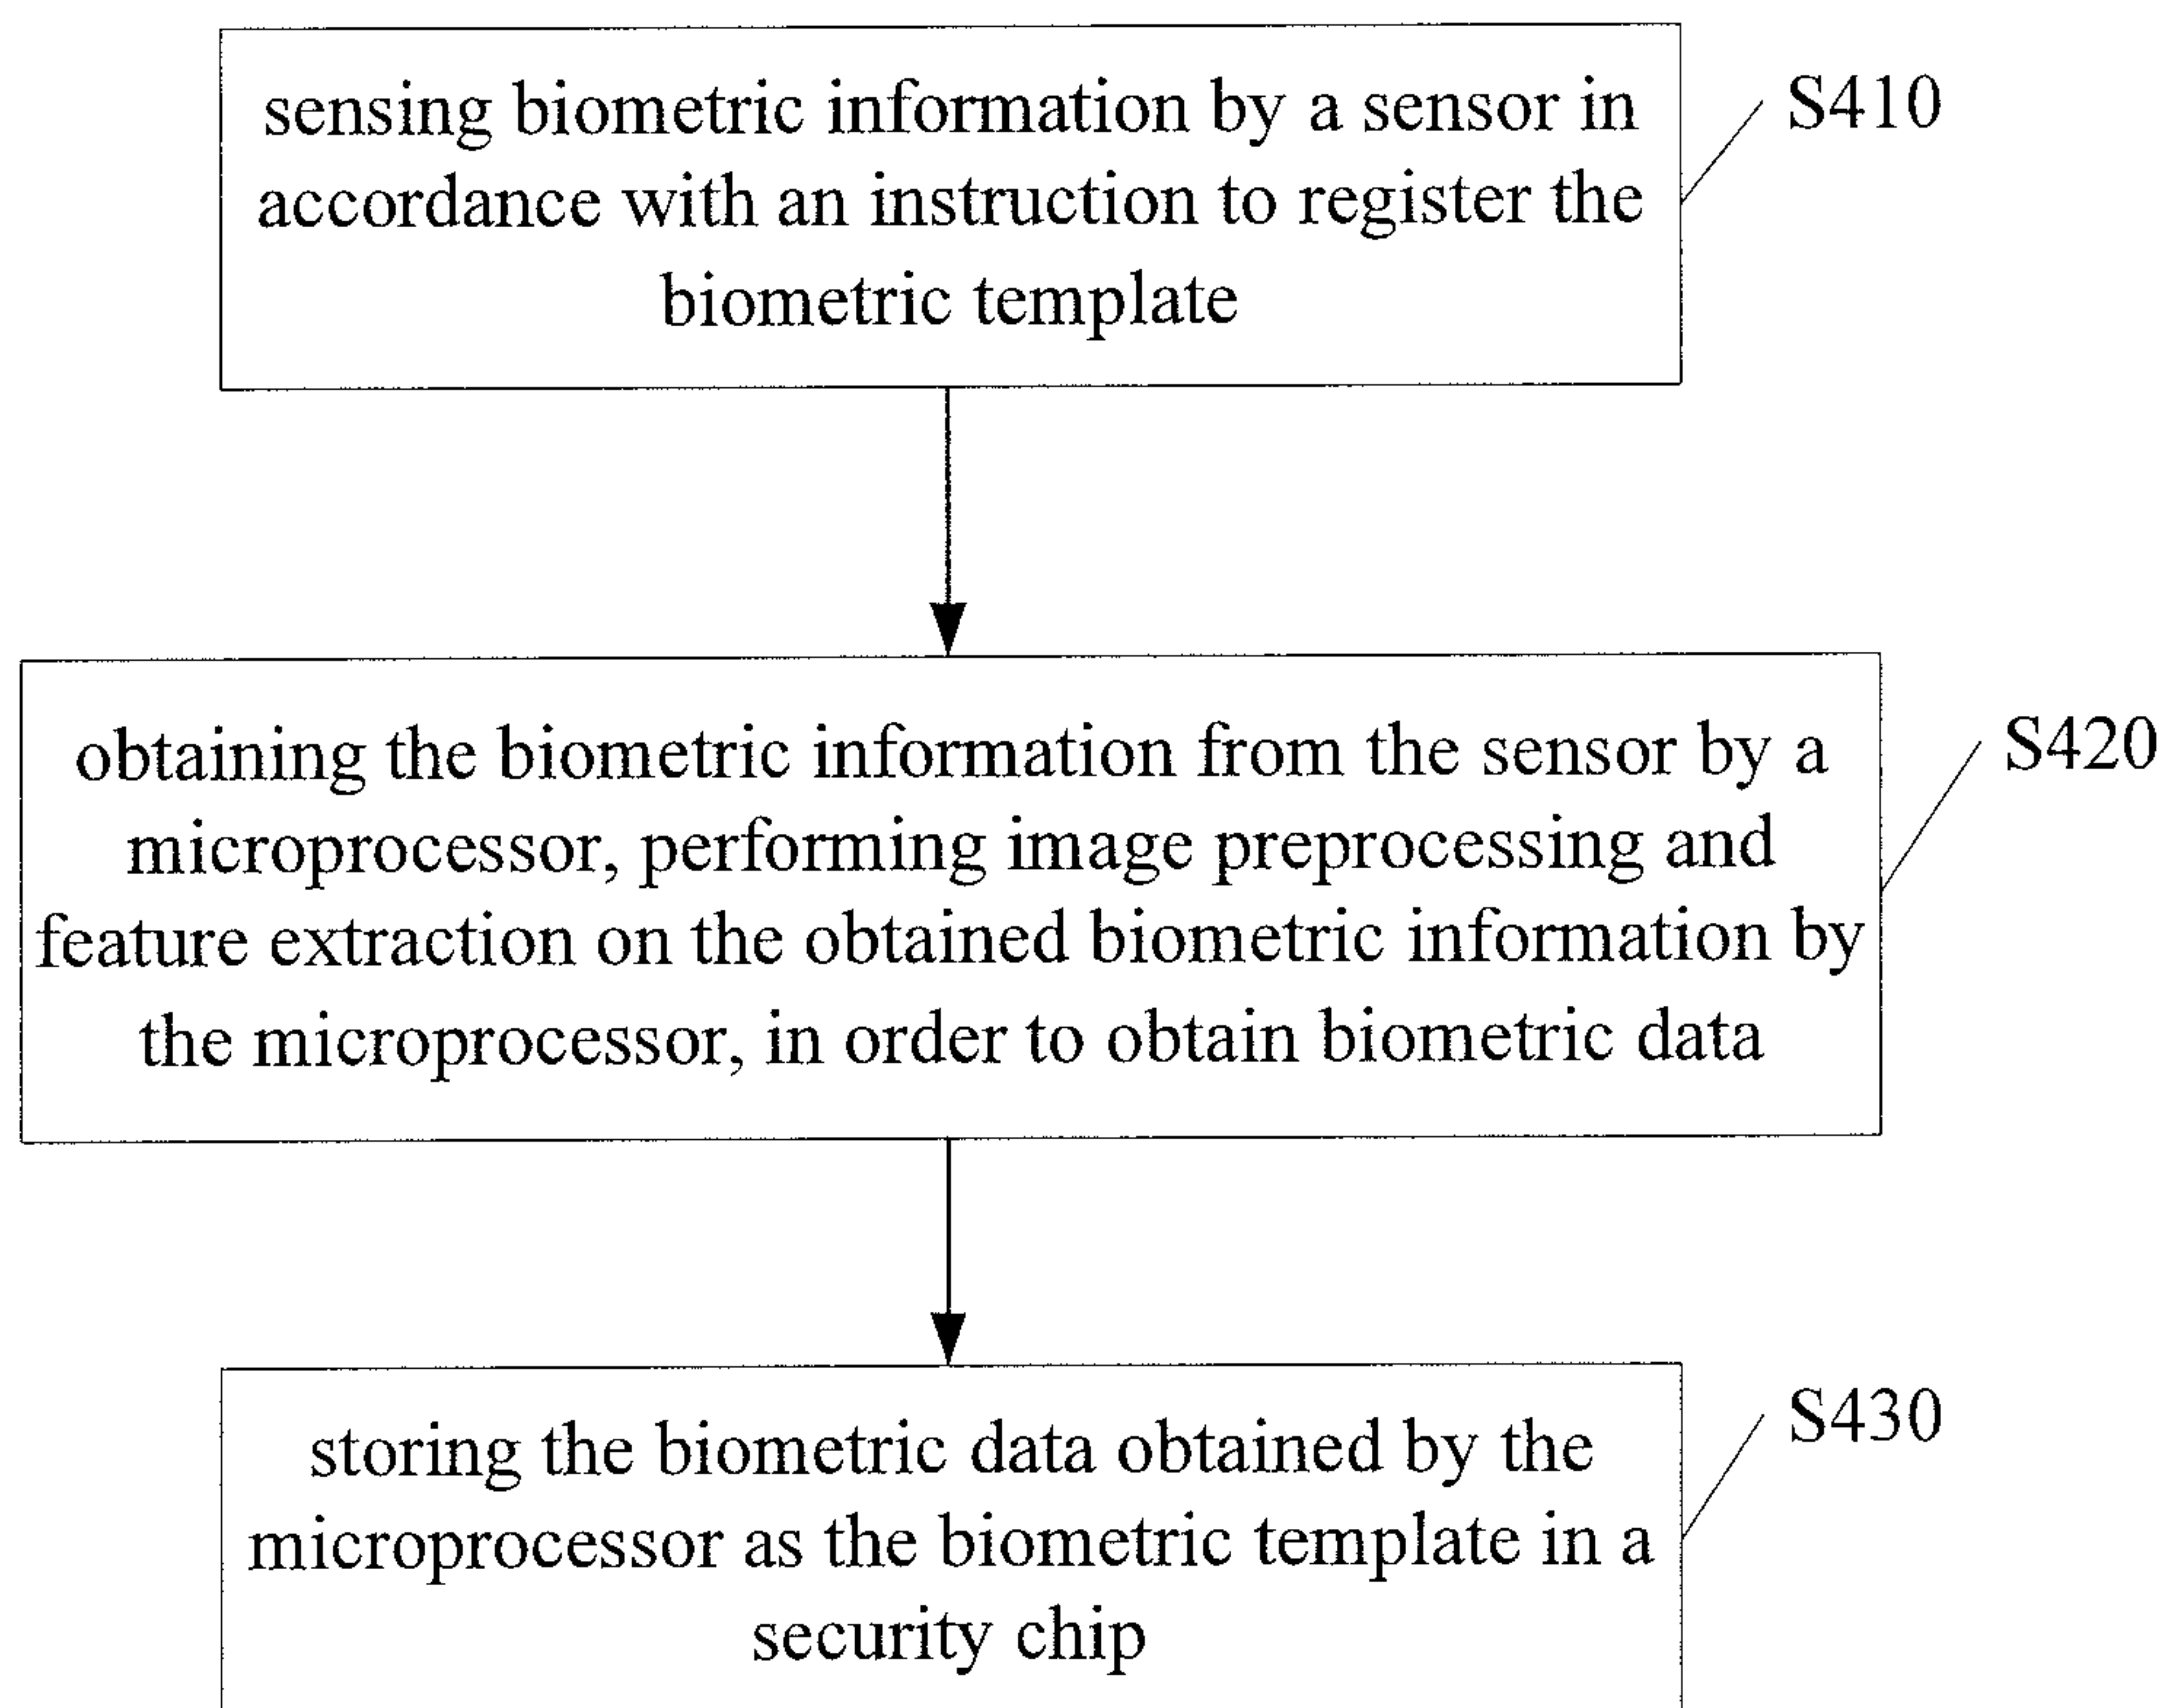 sensing biometric information by a sensor in
accordance with an instruction to register the
biometric template
S410
obtaining the biometric information from the sensor by a
microprocessor, performing image preprocessing and
feature extraction on the obtained biometric information by
the microprocessor, in order to obtain biometric data
S420
storing the biometric data obtained by the
microprocessor as the biometric template in a
security chip
S430